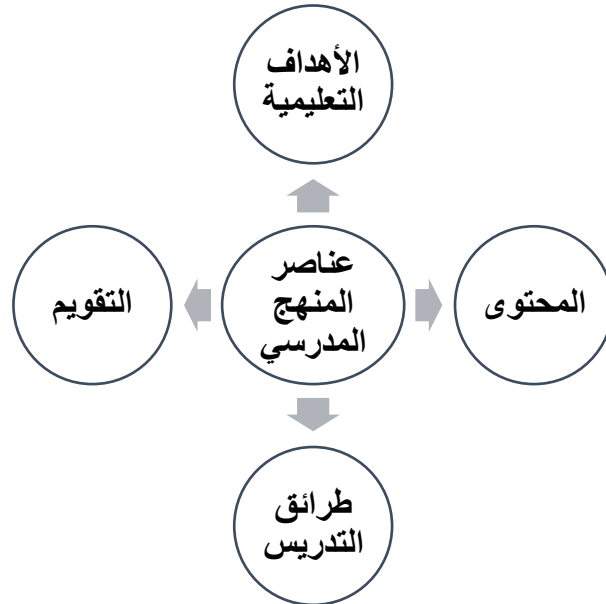 الأهداف
التعليمية
عناصر
المنهج
المدرسي
المحتوى
التقويم
طرائق
التدريس